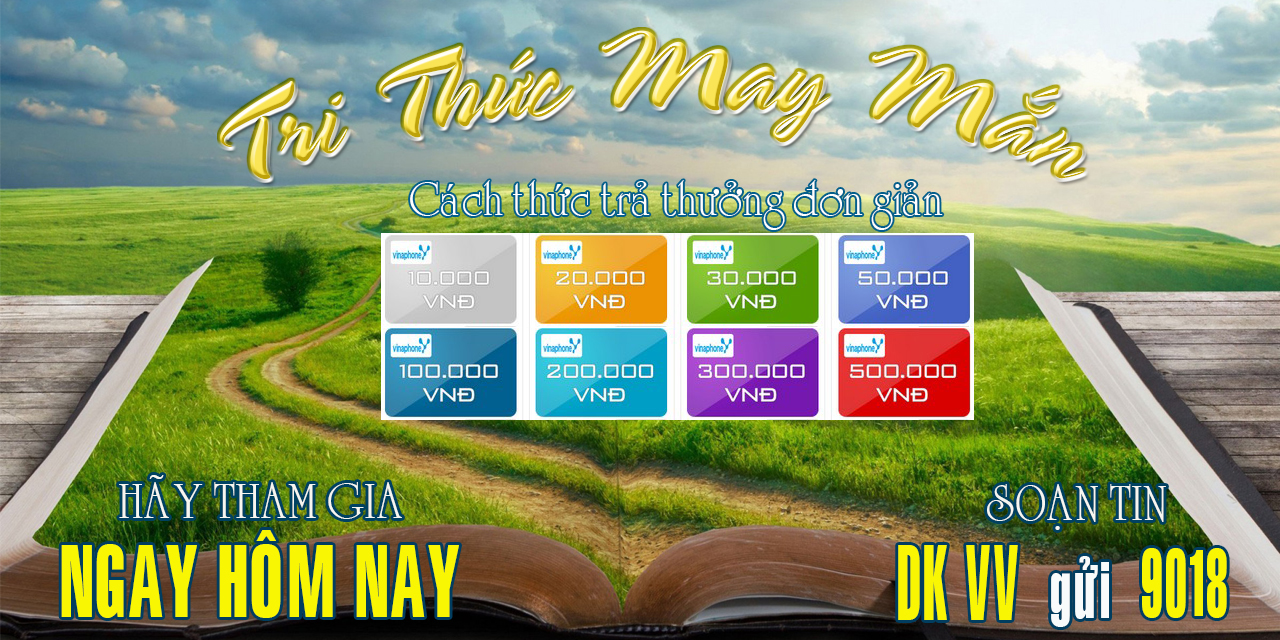 Tri Thức May Mắn
Cách thức trả thưởng đơn giản
vinaphone
10.000
VNĐ
vinaphone
20.000
VNĐ
vinaphone
30.000
VNĐ
vinaphone
50.000
VNĐ
vinaphone
100.000
VNĐ
vinaphone
200.000
VNĐ
vinaphone
300.000
VNĐ
vinaphone
500.000
VNĐ
HÃY THAM GIA
NGAY HÔM NAY
SOẠN TIN
DK VV gửi 9018